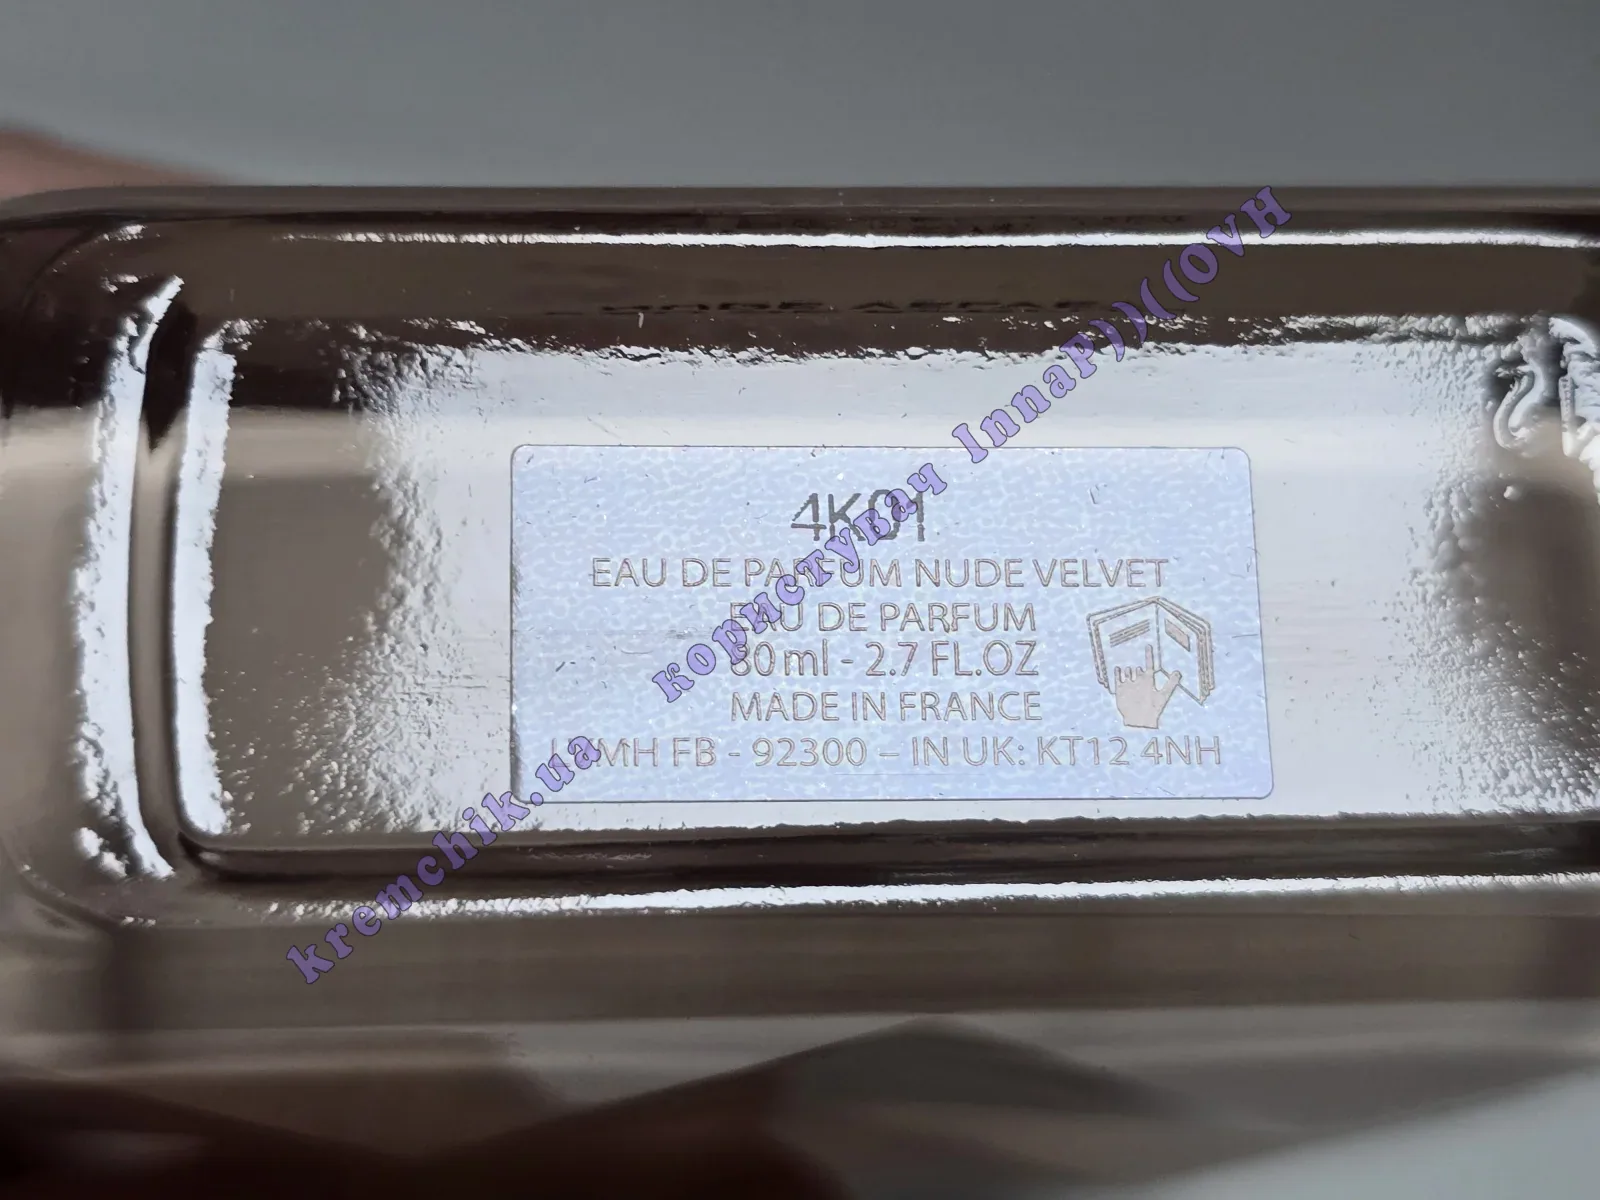 4K01
EAU DE PARFUM NUDE VELVET
EAU DE PARFUM
80ml - 2.7 FL.OZ
MADE IN FRANCE
LVMH FB - 92300 – IN UK: KT12 4NH
kremchik.ua користувач InnaP))((OVH